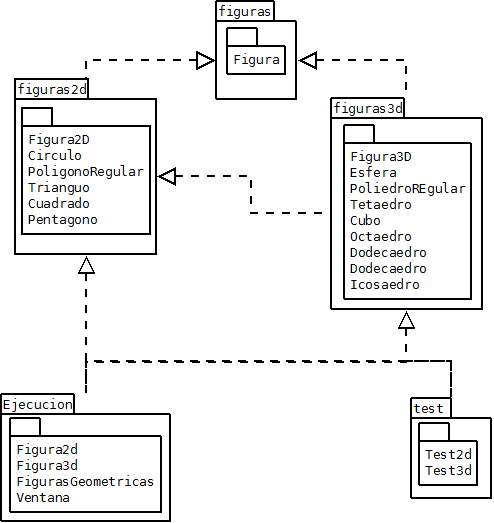 figuras
Figura
figuras2d
Figura2D
Circulo
PoligonoRegular
Trianguo
Cuadrado
Pentagono
figuras3d
Figura3D
Esfera
PoliedroREgular
Tetaedro
Cubo
Octaedro
Dodecaedro
Dodecaedro
Icosaedro
Ejecucion
Figura2d
Figura3d
FigurasGeometricas
Ventana
test
Test2d
Test3d